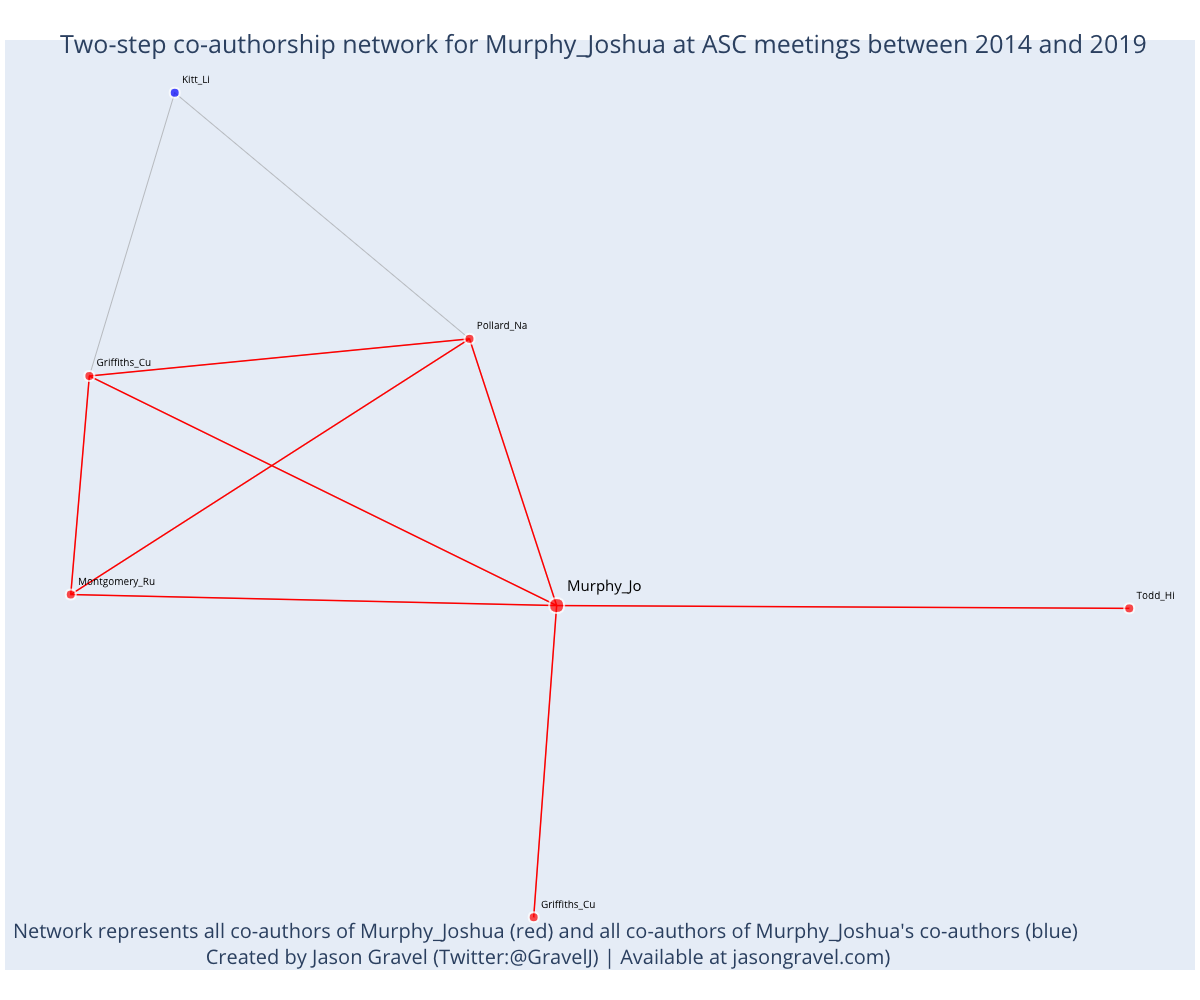 Two-step co-authorship network for Murphy_Joshua at ASC meetings between 2014 and 2019
Kitt_Li
Pollard_Na
Griffiths_Cu
Montgomery_Ru
Murphy_Jo
Todd_Hi
Griffiths_Cu
Network represents all co-authors of Murphy_Joshua (red) and all co-authors of Murphy_Joshua's co-authors (blue)
Created by Jason Gravel (Twitter:@GravelJ) | Available at jasongravel.com)